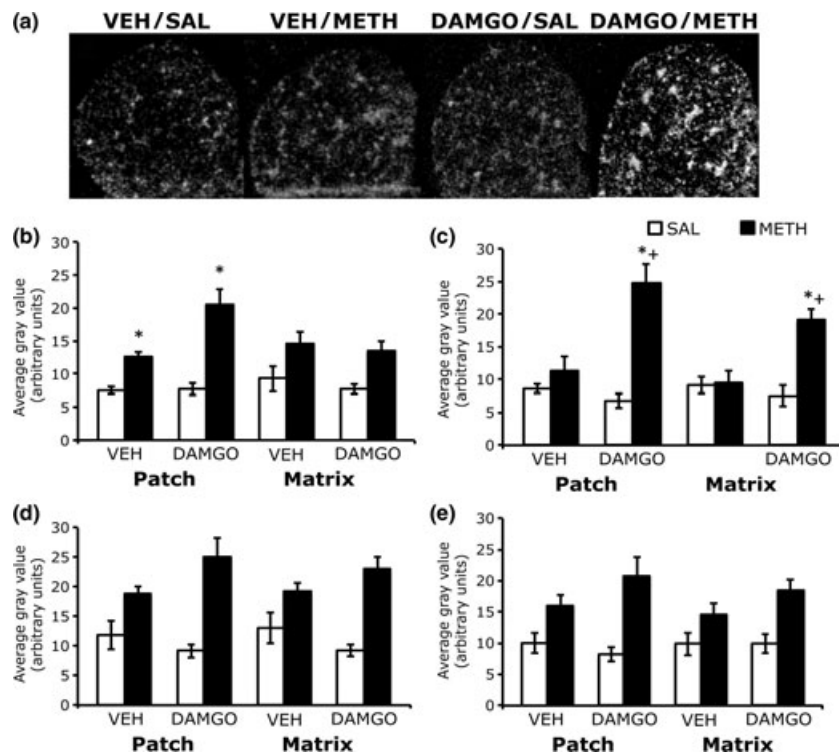 (a) VEH/SAL VEH/METH DAMGO/SAL DAMGO/METH
(b)
Average gray value
(arbitrary units)
30
25
20
15
10
5
0
*
*
VEH DAMGO VEH DAMGO
Patch Matrix
(c)
SAL METH
Average gray value
(arbitrary units)
30
25
20
15
10
5
0
*+
*+
VEH DAMGO DAMGO
Patch Matrix
(d)
Average gray value
(arbitrary units)
30
25
20
15
10
5
0
VEH DAMGO VEH DAMGO
Patch Matrix
(e)
Average gray value
(arbitrary units)
30
25
20
15
10
5
0
VEH DAMGO VEH DAMGO
Patch Matrix